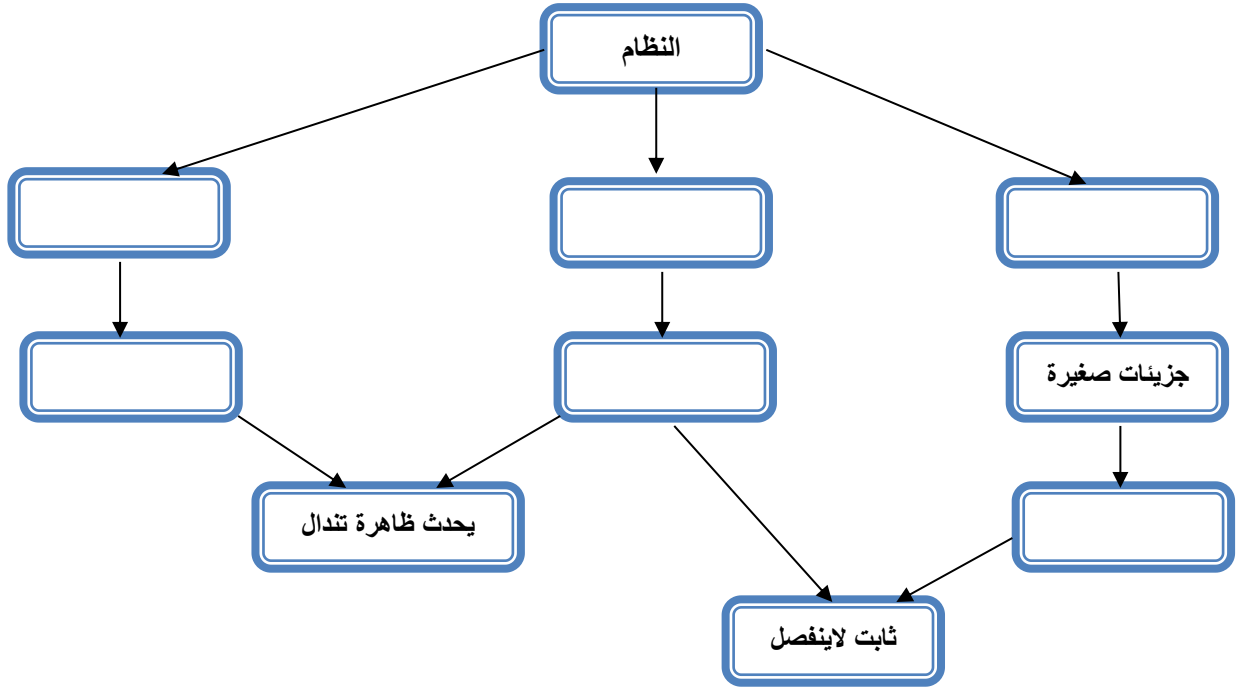 النظام
جزيئات صغيرة
يحدث ظاهرة تندال
ثابت لاينفصل